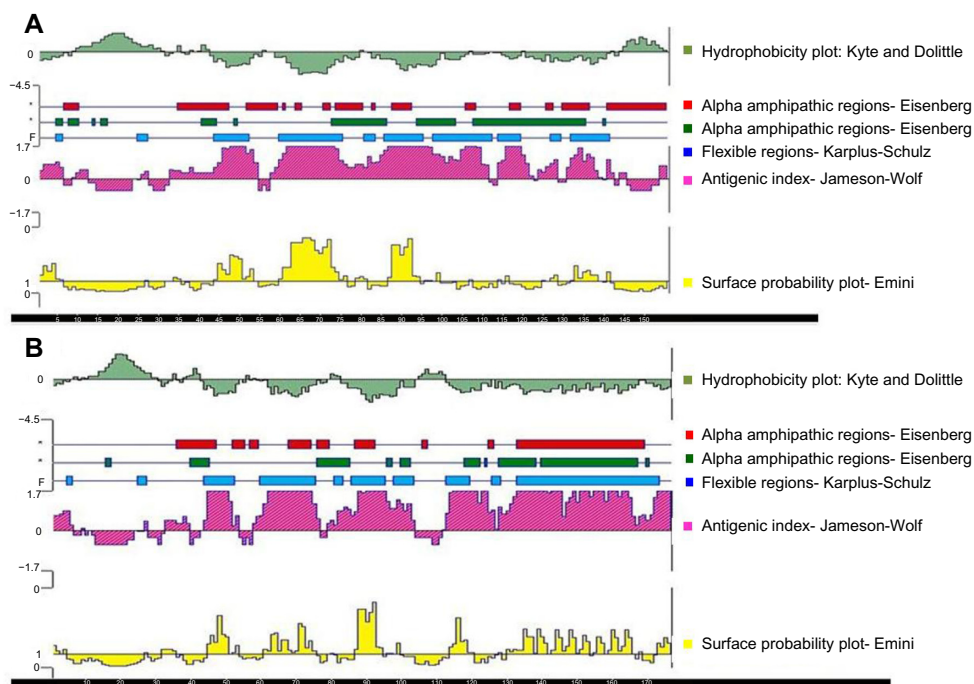 A
0
Hydrophobicity plot: Kyte and Dolittle
−4.5
* Alpha amphipathic regions- Eisenberg
* Alpha amphipathic regions- Eisenberg
F
1.7
Flexible regions- Karplus-Schulz
0
Antigenic index- Jameson-Wolf
−1.7
0
1
Surface probability plot- Emini
0
5 10 15 20 25 30 35 40 45 50 55 60 65 70 75 80 85 90 95 100 105 110 115 120 125 130 135 140 145 150
B
0
Hydrophobicity plot: Kyte and Dolittle
−4.5
* Alpha amphipathic regions- Eisenberg
* Alpha amphipathic regions- Eisenberg
F
Flexible regions- Karplus-Schulz
1.7
0
Antigenic index- Jameson-Wolf
−1.7
0
1
Surface probability plot- Emini
0
10 20 30 40 50 60 70 80 90 100 110 120 130 140 150 160 170